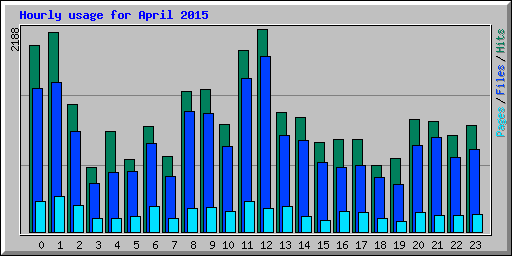 Hourly usage for April 2015
2188
Pages/Files/Hits
0 1 2 3 4 5 6 7 8 9 10 11 12 13 14 15 16 17 18 19 20 21 22 23